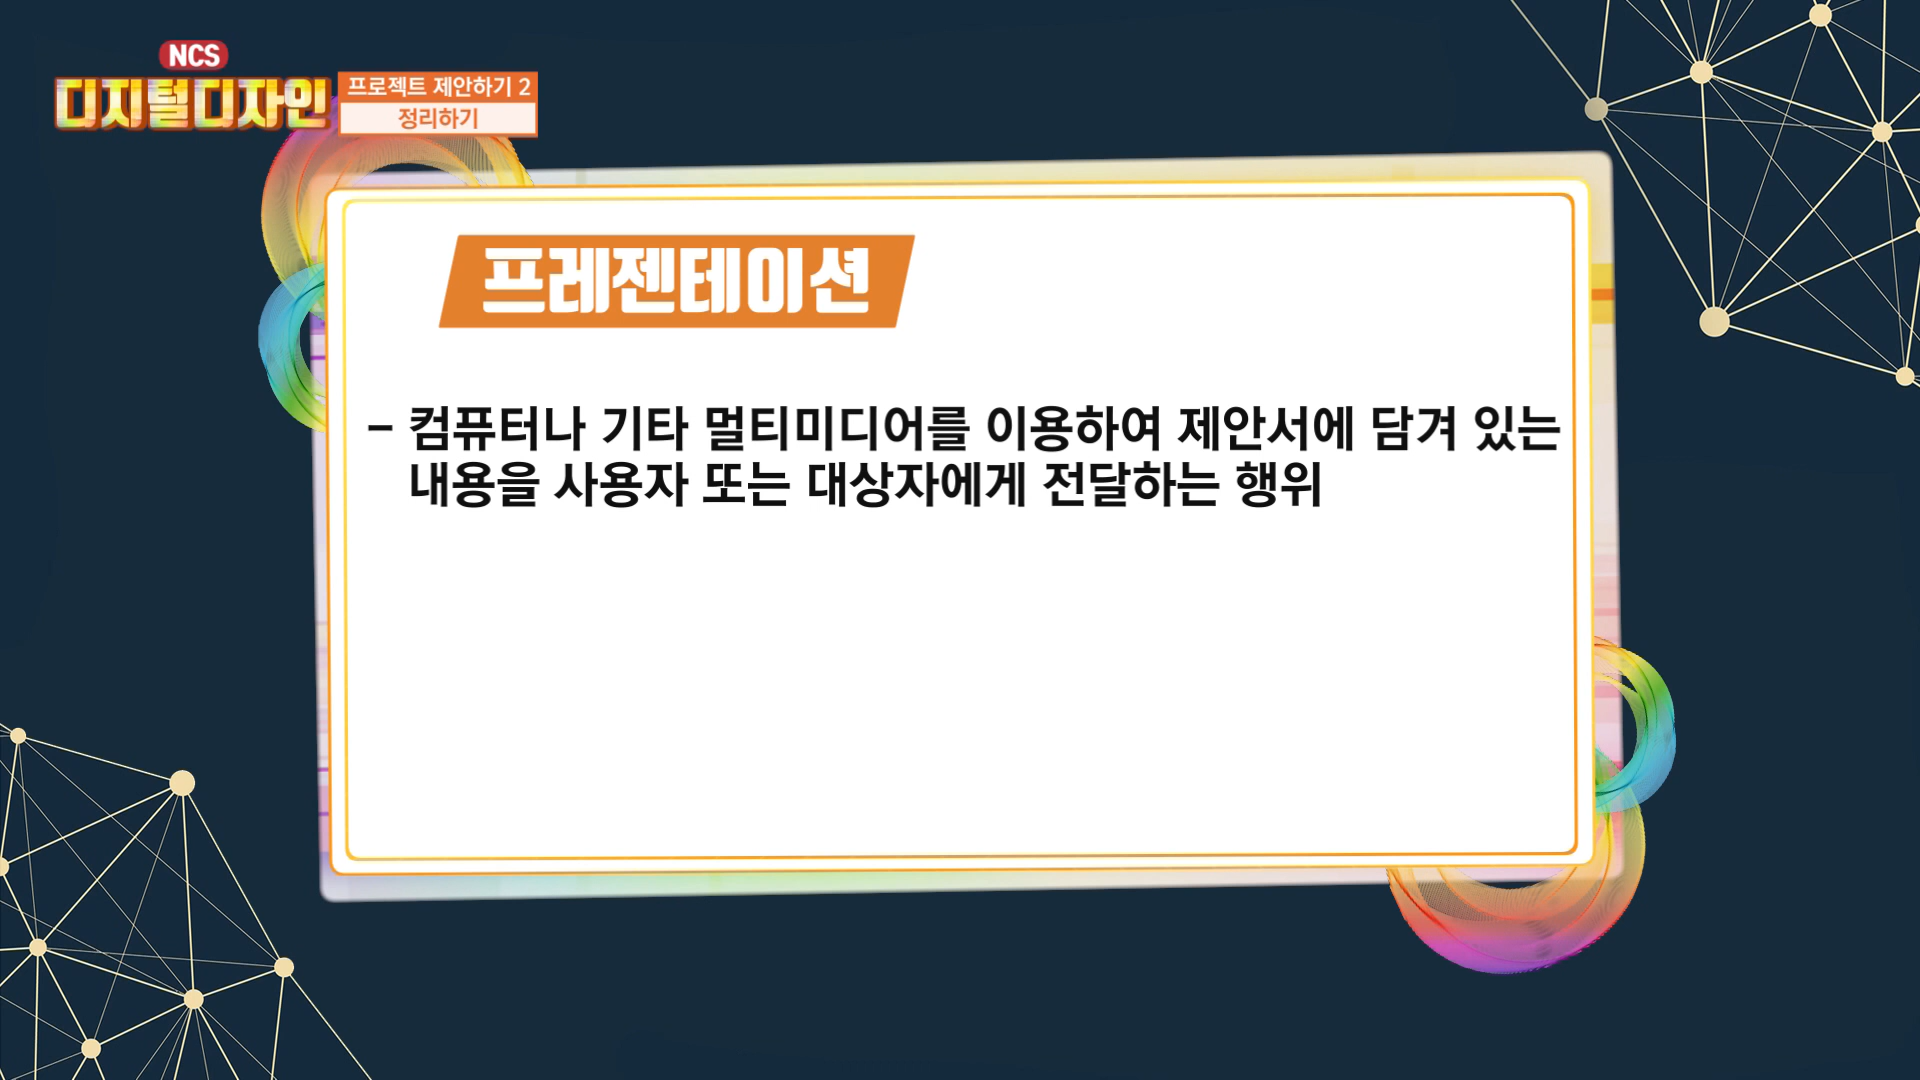 NCS
디지털디자인
프로젝트 제안하기 2
정리하기
프레젠테이션
- 컴퓨터나 기타 멀티미디어를 이용하여 제안서에 담겨 있는
내용을 사용자 또는 대상자에게 전달하는 행위